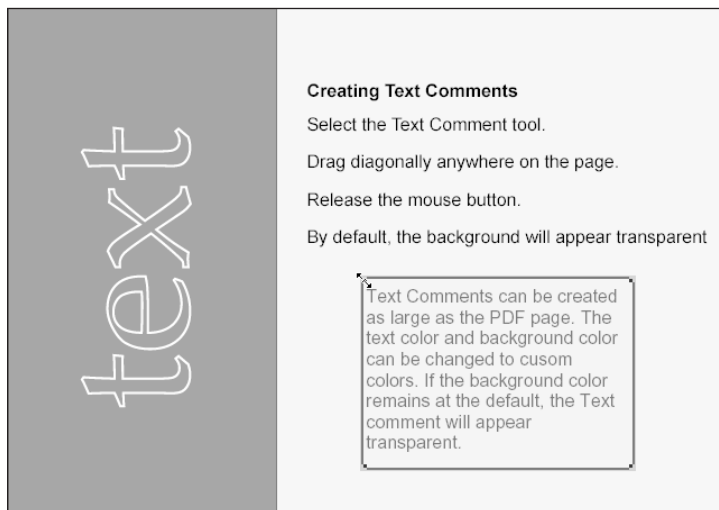 text
Creating Text Comments
Select the Text Comment tool.
Drag diagonally anywhere on the page.
Release the mouse button.
By default, the background will appear transparent
Text Comments can be created
as large as the PDF page. The
text color and background color
can be changed to cusom
colors. If the background color
remains at the default, the Text
comment will appear
transparent.